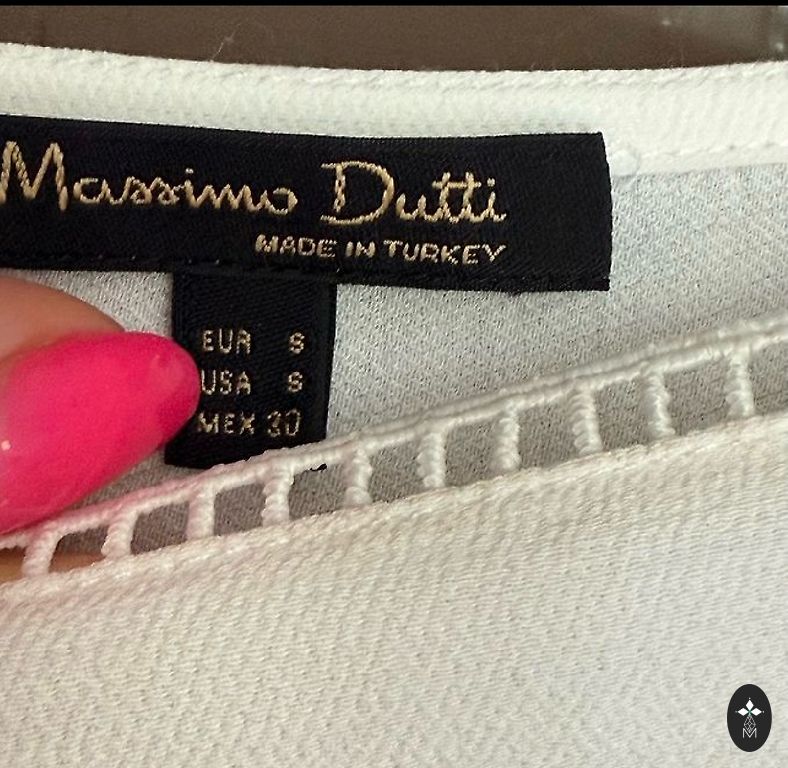 Massimo Dutti
MADE IN TURKEY
EUR S
USA S
MEX 30
M